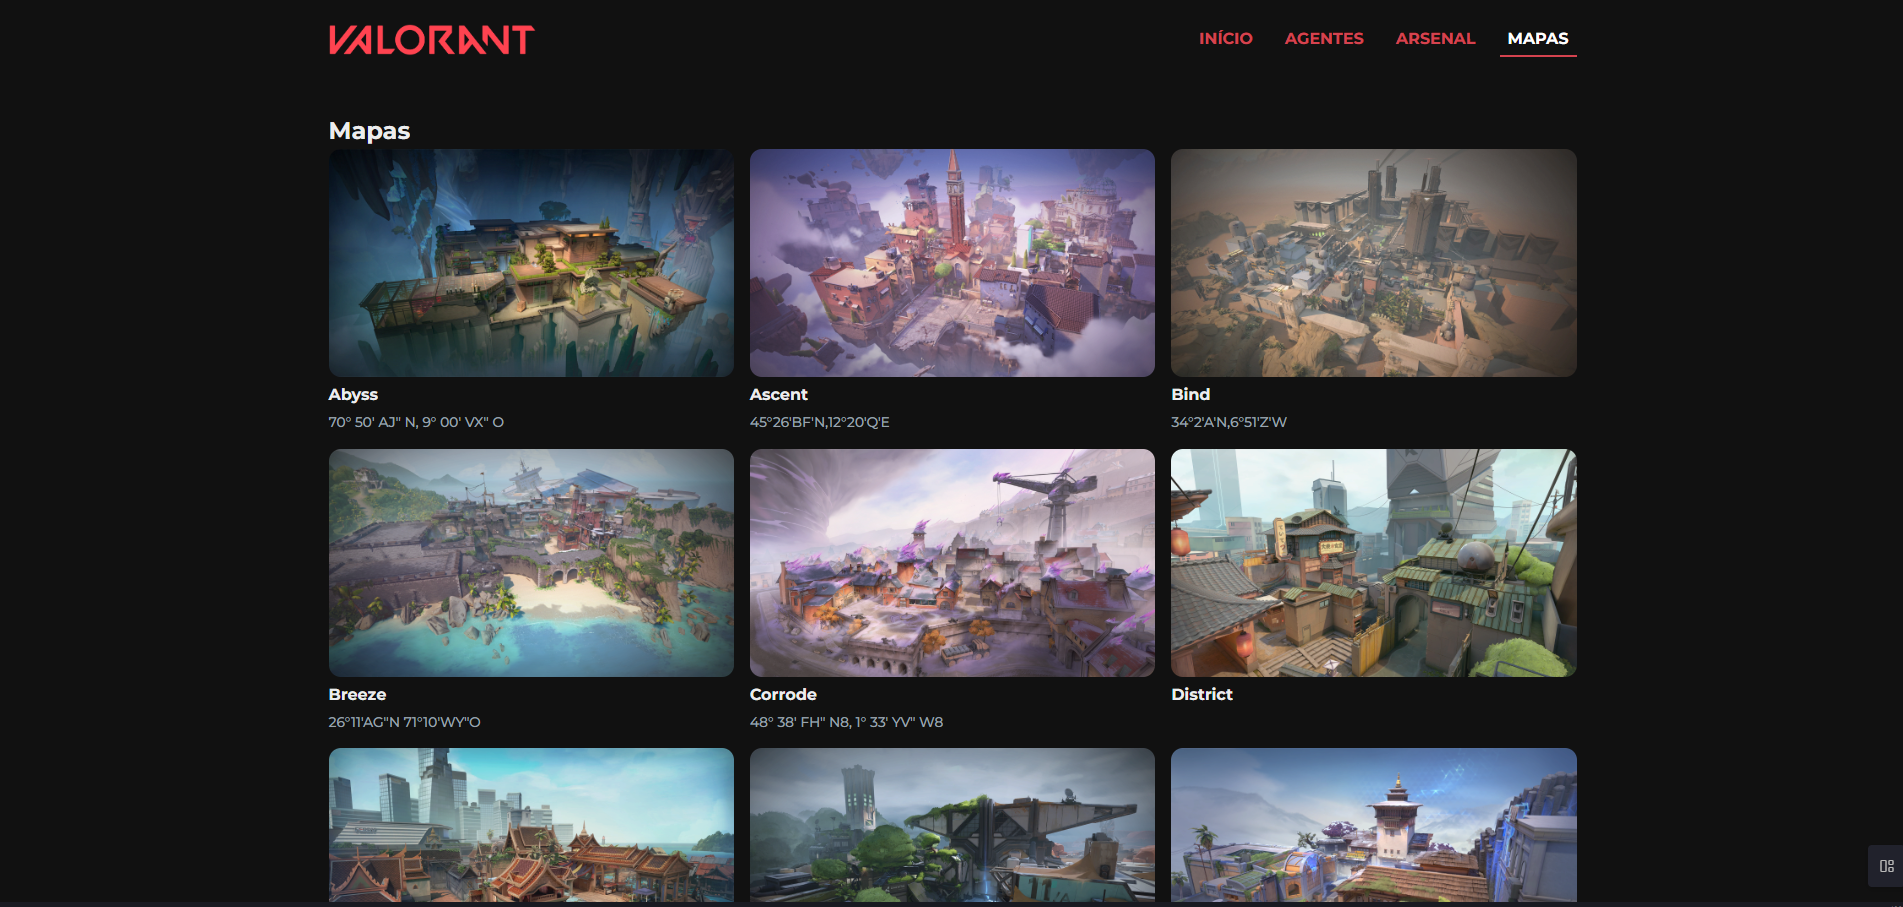 VALORANT
INÍCIO AGENTES ARSENAL MAPAS
Mapas
Abyss
70° 50' AJ" N, 9° 00' VX" O
Ascent
45°26'BF'N,12°20'Q'E
Bind
34°2'A'N,6°51'Z'W
Breeze
26°11'AG"N 71°10'WY"O
Corrode
48° 38' FH" N8, 1° 33' YV" W8
District